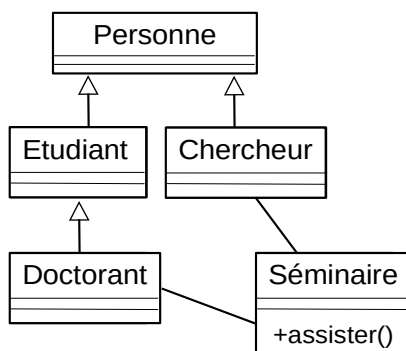 Personne
Etudiant
Chercheur
Doctorant
Séminaire
+assister()